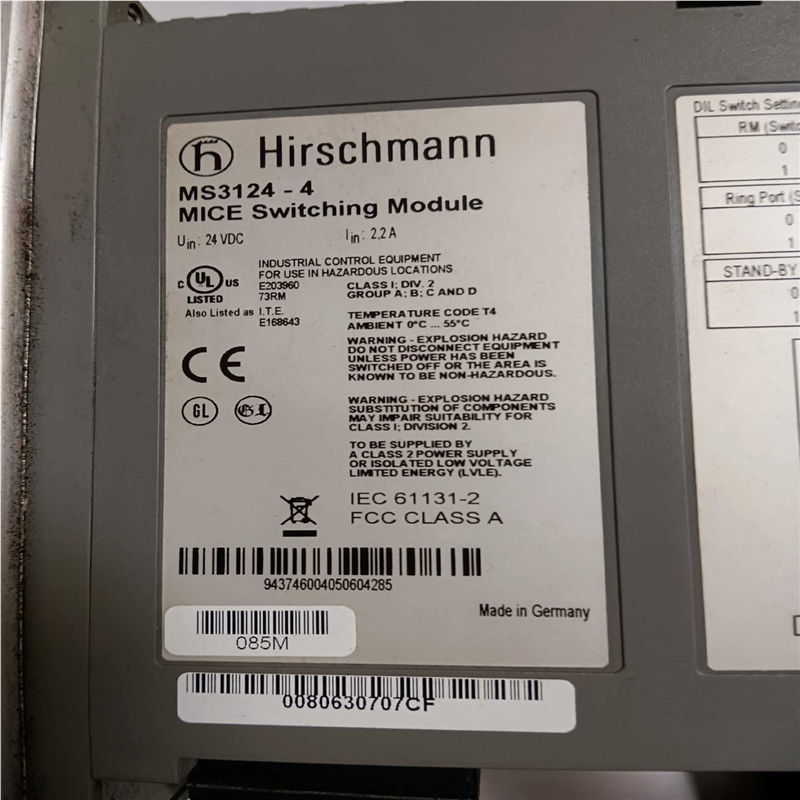 Hirschmann
MS3124 - 4
MICE Switching Module
Uin: 24 VDC Iin: 2,2 A
INDUSTRIAL CONTROL EQUIPMENT
FOR USE IN HAZARDOUS LOCATIONS
C UL US
LISTED
E203960
73RM
CLASS I; DIV. 2
GROUP A; B; C AND D
Also Listed as I.T.E.
E168643
TEMPERATURE CODE T4
AMBIENT 0°C ... 55°C
CE
WARNING - EXPLOSION HAZARD
DO NOT DISCONNECT EQUIPMENT
UNLESS POWER HAS BEEN
SWITCHED OFF OR THE AREA IS
KNOWN TO BE NON-HAZARDOUS.
GL
GL
WARNING - EXPLOSION HAZARD
SUBSTITUTION OF COMPONENTS
MAY IMPAIR SUITABILITY FOR
CLASS I; DIVISION 2.
TO BE SUPPLIED BY
A CLASS 2 POWER SUPPLY
OR ISOLATED LOW VOLTAGE
LIMITED ENERGY (LVLE).
IEC 61131-2
FCC CLASS A
943746004050604285
Made in Germany
085M
0080630707CF
DIL Switch Setting
RM (Switc
0
1
Ring Port (S
0
1
STAND-BY
0
1